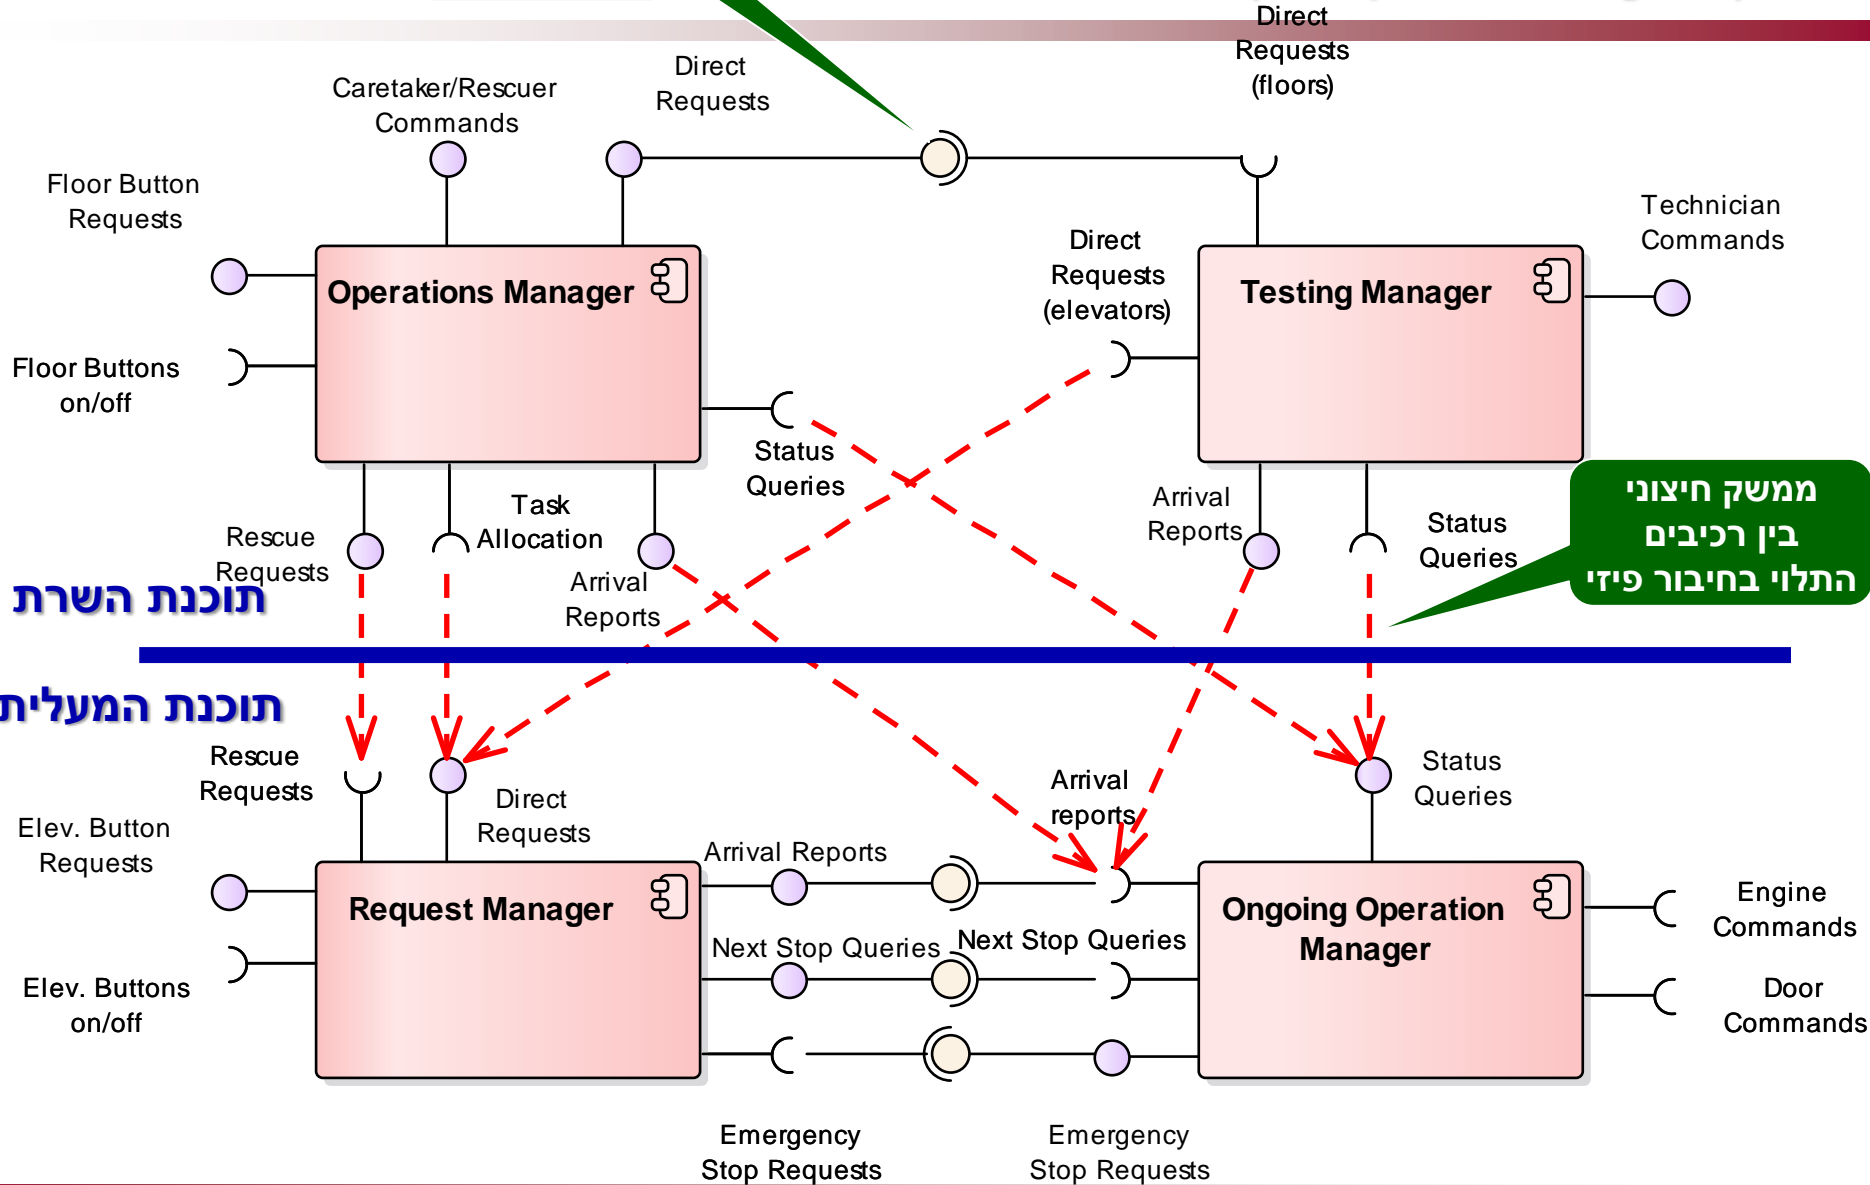 Direct
Requests
(floors)
Direct
Requests
Caretaker/Rescuer
Commands
Floor Button
Requests
Technician
Commands
Direct
Requests
(elevators)
Operations Manager
Testing Manager
Floor Buttons
on/off
Status
Queries
ממשק חיצוני
בין רכיבים
התלוי בחיבור פיזי
Task
Allocation
Arrival
Reports
Status
Queries
Rescue
Requests
Arrival
Reports
תוכנת השרת
תוכנת המעלית
Rescue
Requests
Direct
Requests
Arrival
reports
Status
Queries
Elev. Button
Requests
Arrival Reports
Request Manager
Ongoing Operation
Manager
Engine
Commands
Next Stop Queries
Next Stop Queries
Elev. Buttons
on/off
Door
Commands
Emergency
Stop Requests
Emergency
Stop Requests